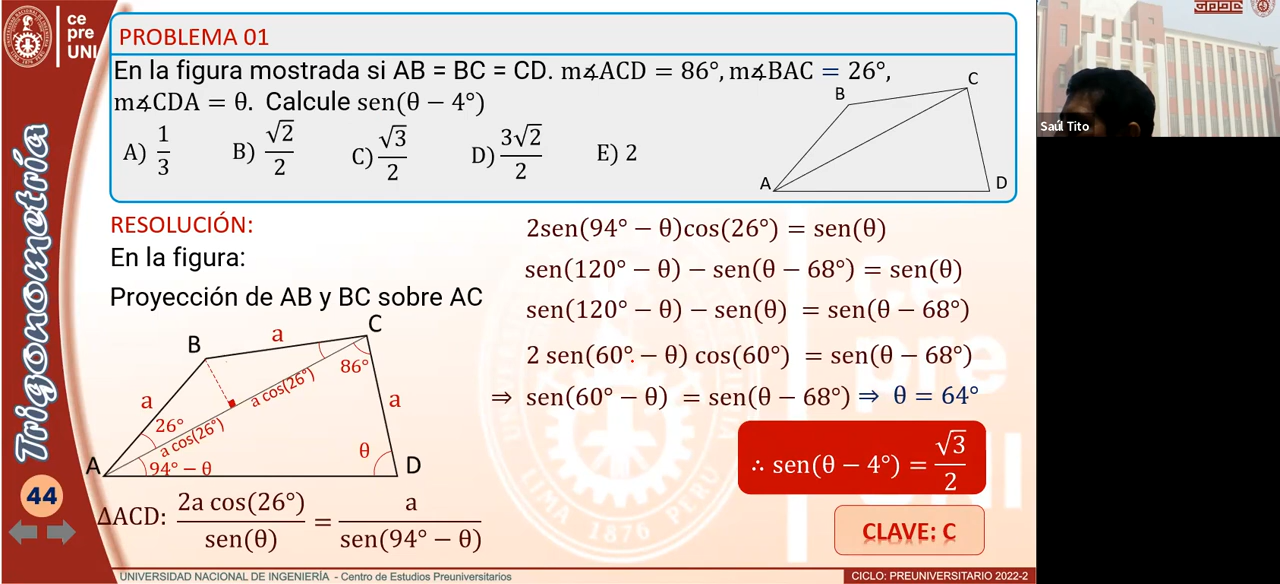 ce
pre
UNI
PROBLEMA 01
En la figura mostrada si AB = BC = CD. m∡ACD = 86°, m∡BAC = 26°,
m∡CDA = θ. Calcule sen(θ − 4°)
A) 1/3 B) √2/2 C) √3/2 D) 3√2/2 E) 2
B
C
A
D
Saúl Tito
Trigonometría
RESOLUCIÓN:
En la figura:
Proyección de AB y BC sobre AC
B
a
C
86°
a cos(26°)
a
a
26°
a cos(26°)
θ
A
94° − θ
D
ΔACD: 2a cos(26°)/sen(θ) = a/sen(94° − θ)
2sen(94° − θ)cos(26°) = sen(θ)
sen(120° − θ) − sen(θ − 68°) = sen(θ)
sen(120° − θ) − sen(θ) = sen(θ − 68°)
2 sen(60° − θ) cos(60°) = sen(θ − 68°)
⇒ sen(60° − θ) = sen(θ − 68°) ⇒ θ = 64°
∴ sen(θ − 4°) = √3/2
CLAVE: C
44
LIMA 1876 PERU
UNIVERSIDAD NACIONAL DE INGENIERÍA - Centro de Estudios Preuniversitarios
CICLO: PREUNIVERSITARIO 2022-2